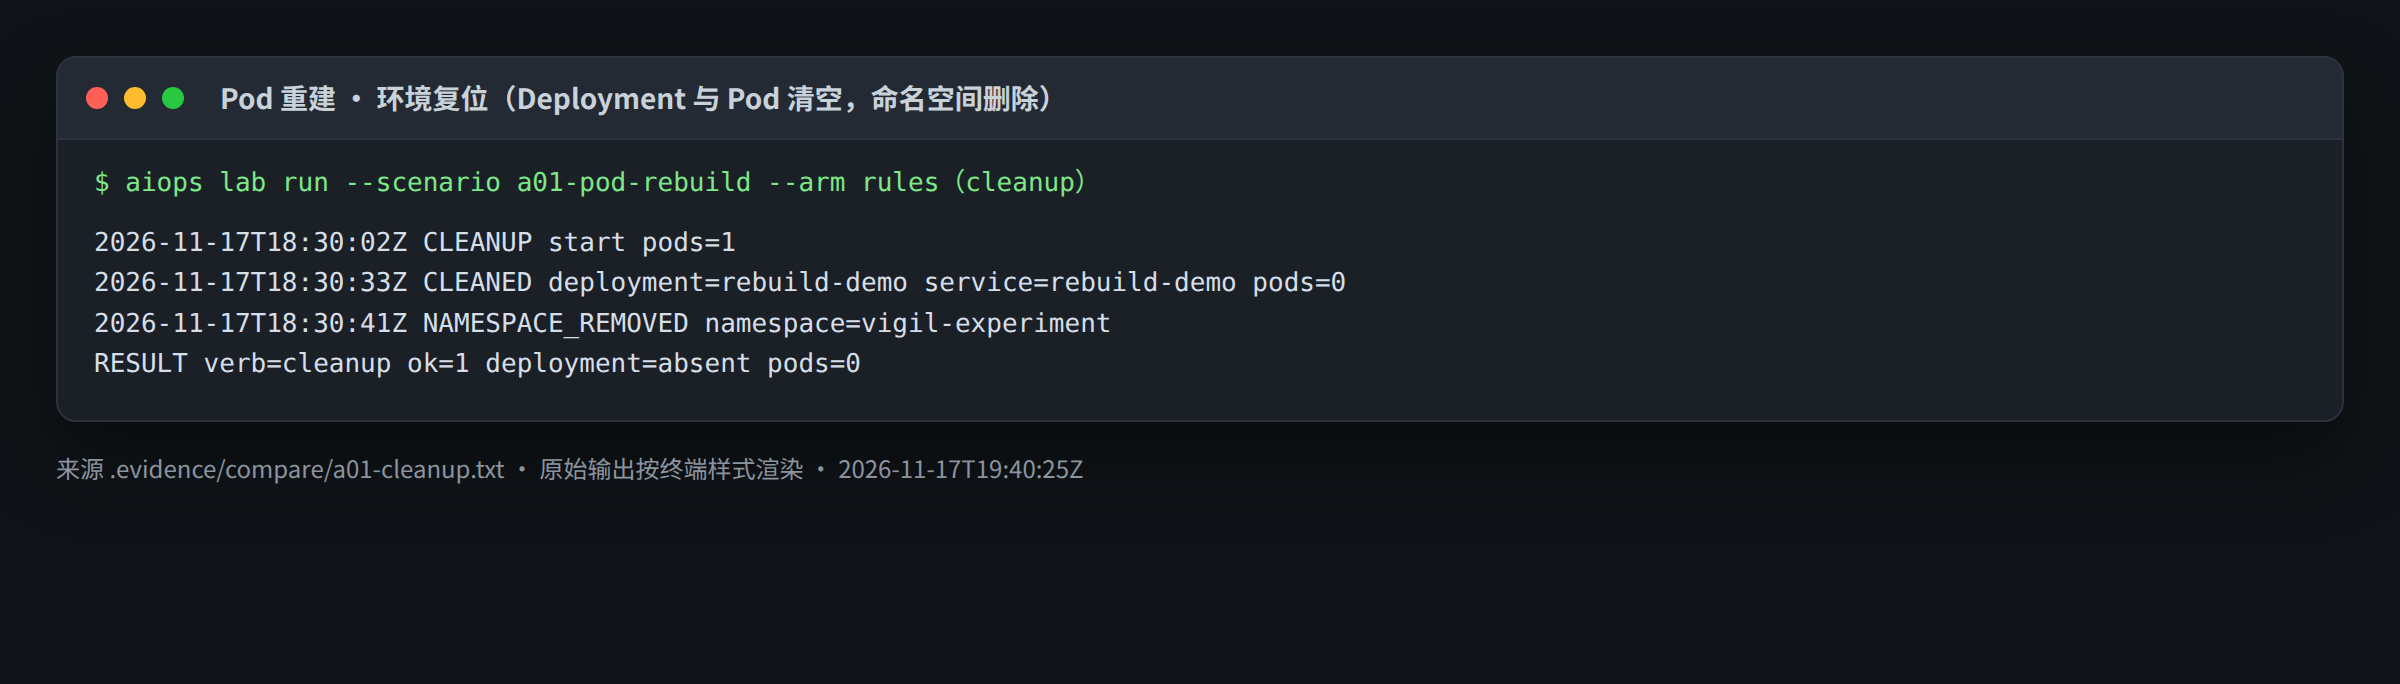 Pod 重建 · 环境复位（Deployment 与 Pod 清空，命名空间删除）
$ aiops lab run --scenario a01-pod-rebuild --arm rules（cleanup）
2026-11-17T18:30:02Z CLEANUP start pods=1
2026-11-17T18:30:33Z CLEANED deployment=rebuild-demo service=rebuild-demo pods=0
2026-11-17T18:30:41Z NAMESPACE_REMOVED namespace=vigil-experiment
RESULT verb=cleanup ok=1 deployment=absent pods=0
来源 .evidence/compare/a01-cleanup.txt · 原始输出按终端样式渲染 · 2026-11-17T19:40:25Z